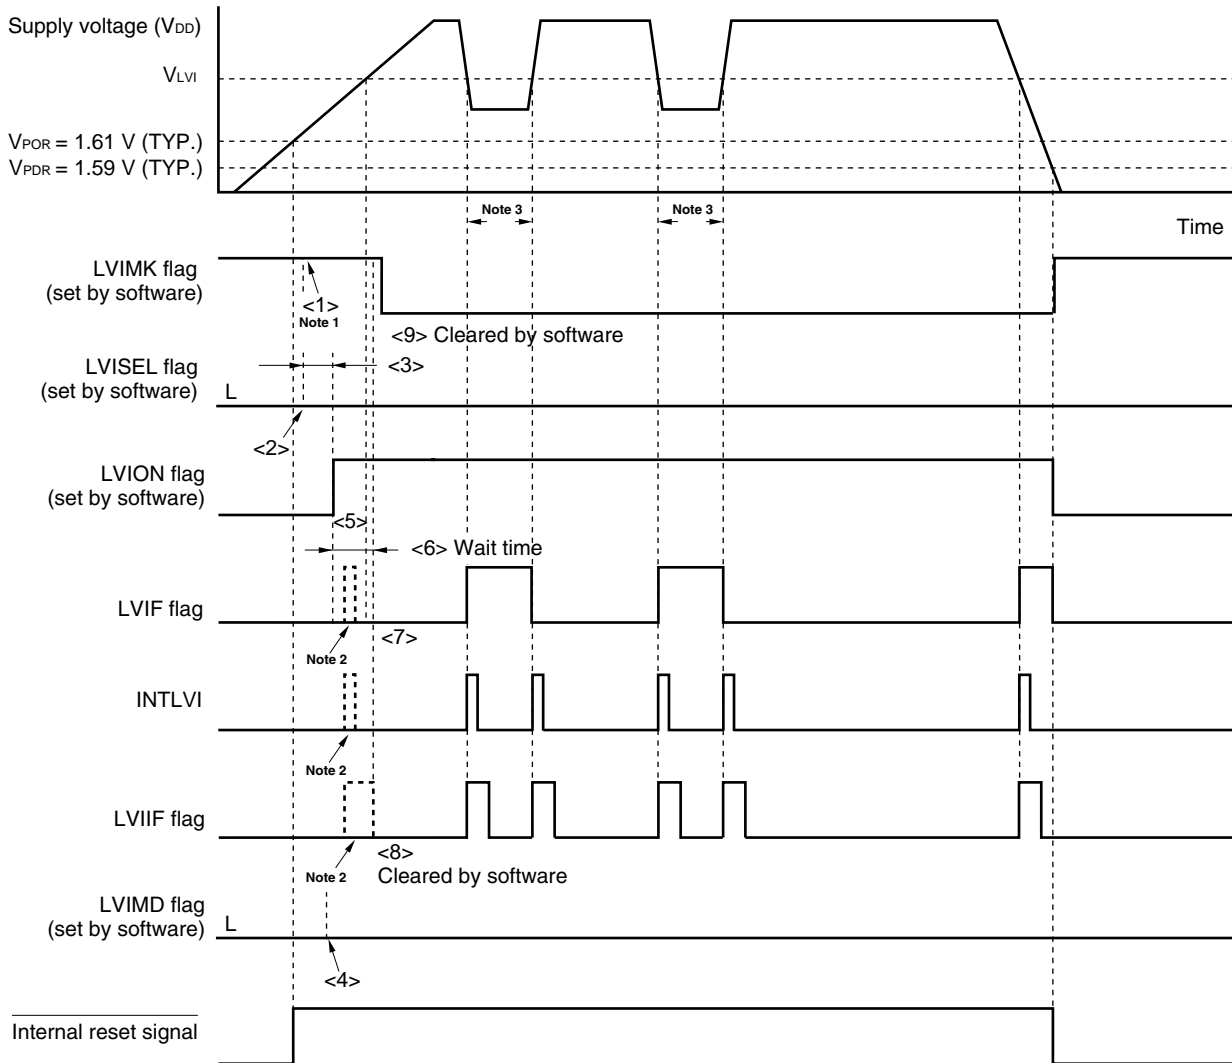 Supply voltage (VDD)
VLVI
VPOR = 1.61 V (TYP.)
VPDR = 1.59 V (TYP.)
Note 3
Note 3
Time
LVIMK flag
(set by software)
<1>
Note 1
<9> Cleared by software
LVISEL flag
(set by software)
L
<3>
<2>
LVION flag
(set by software)
<5>
<6> Wait time
LVIF flag
<7>
Note 2
INTLVI
Note 2
LVIIF flag
<8>
Note 2
Cleared by software
LVIMD flag
(set by software)
L
<4>
Internal reset signal